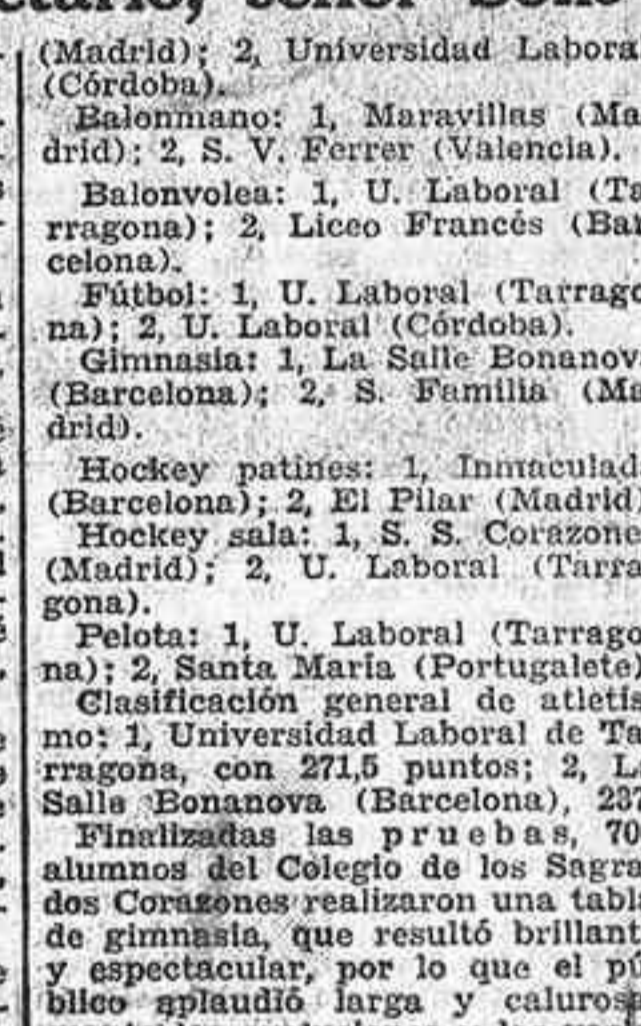 (Madrid); 2, Universidad Labora
(Córdoba).
Balonmano: 1, Maravillas (Ma
drid); 2, S. V. Ferrer (Valencia).
Balonvolea: 1, U. Laboral (Ta
rragona); 2, Liceo Francés (Bar
celona).
Fútbol: 1, U. Laboral (Tarrago
na); 2, U. Laboral (Córdoba).
Gimnasia: 1, La Salle Bonanov
(Barcelona); 2, S. Familia (Ma
drid).
Hockey patines: 1, Inmaculad
(Barcelona); 2, El Pilar (Madrid
Hockey sala: 1, S. S. Corazone
(Madrid); 2, U. Laboral (Tarra
gona).
Pelota: 1, U. Laboral (Tarrago
na); 2, Santa María (Portugalete)
Clasificación general de atletis
mo: 1, Universidad Laboral de Ta
rragona, con 271,5 puntos; 2, La
Salle Bonanova (Barcelona), 237
Finalizadas las pruebas, 70
alumnos del Colegio de los Sagra
dos Corazones realizaron una tabl
de gimnasia, que resultó brillant
y espectacular, por lo que el pú
blico aplaudió larga y caluros